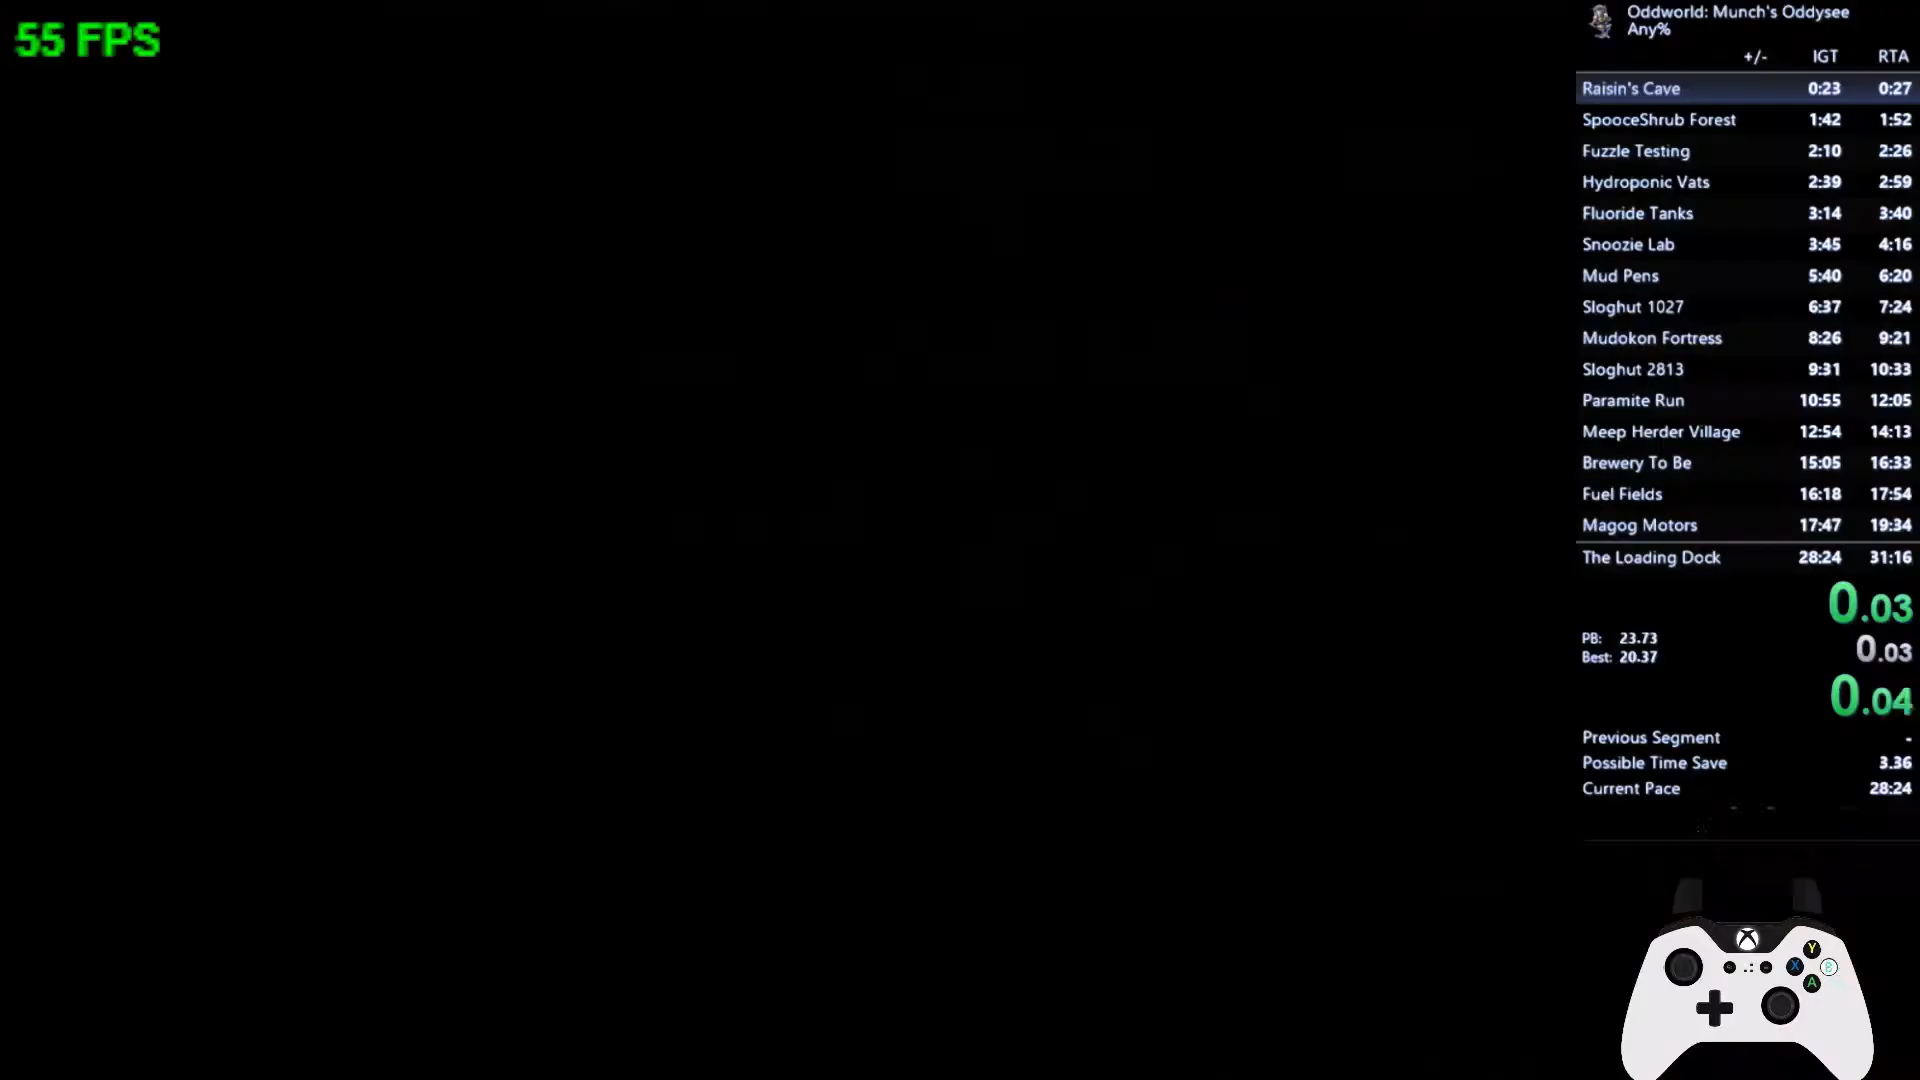 55 FPS
Oddworld: Munch's Oddysee
Any%
+/- IGT RTA
Raisin's Cave 0:23 0:27
SpooceShrub Forest 1:42 1:52
Fuzzle Testing 2:10 2:26
Hydroponic Vats 2:39 2:59
Fluoride Tanks 3:14 3:40
Snoozie Lab 3:45 4:16
Mud Pens 5:40 6:20
Sloghut 1027 6:37 7:24
Mudokon Fortress 8:26 9:21
Sloghut 2813 9:31 10:33
Paramite Run 10:55 12:05
Meep Herder Village 12:54 14:13
Brewery To Be 15:05 16:33
Fuel Fields 16:18 17:54
Magog Motors 17:47 19:34
The Loading Dock 28:24 31:16
0.03
PB: 23.73
Best: 20.37
0.03
0.04
Previous Segment -
Possible Time Save 3.36
Current Pace 28:24
Y
X B
A